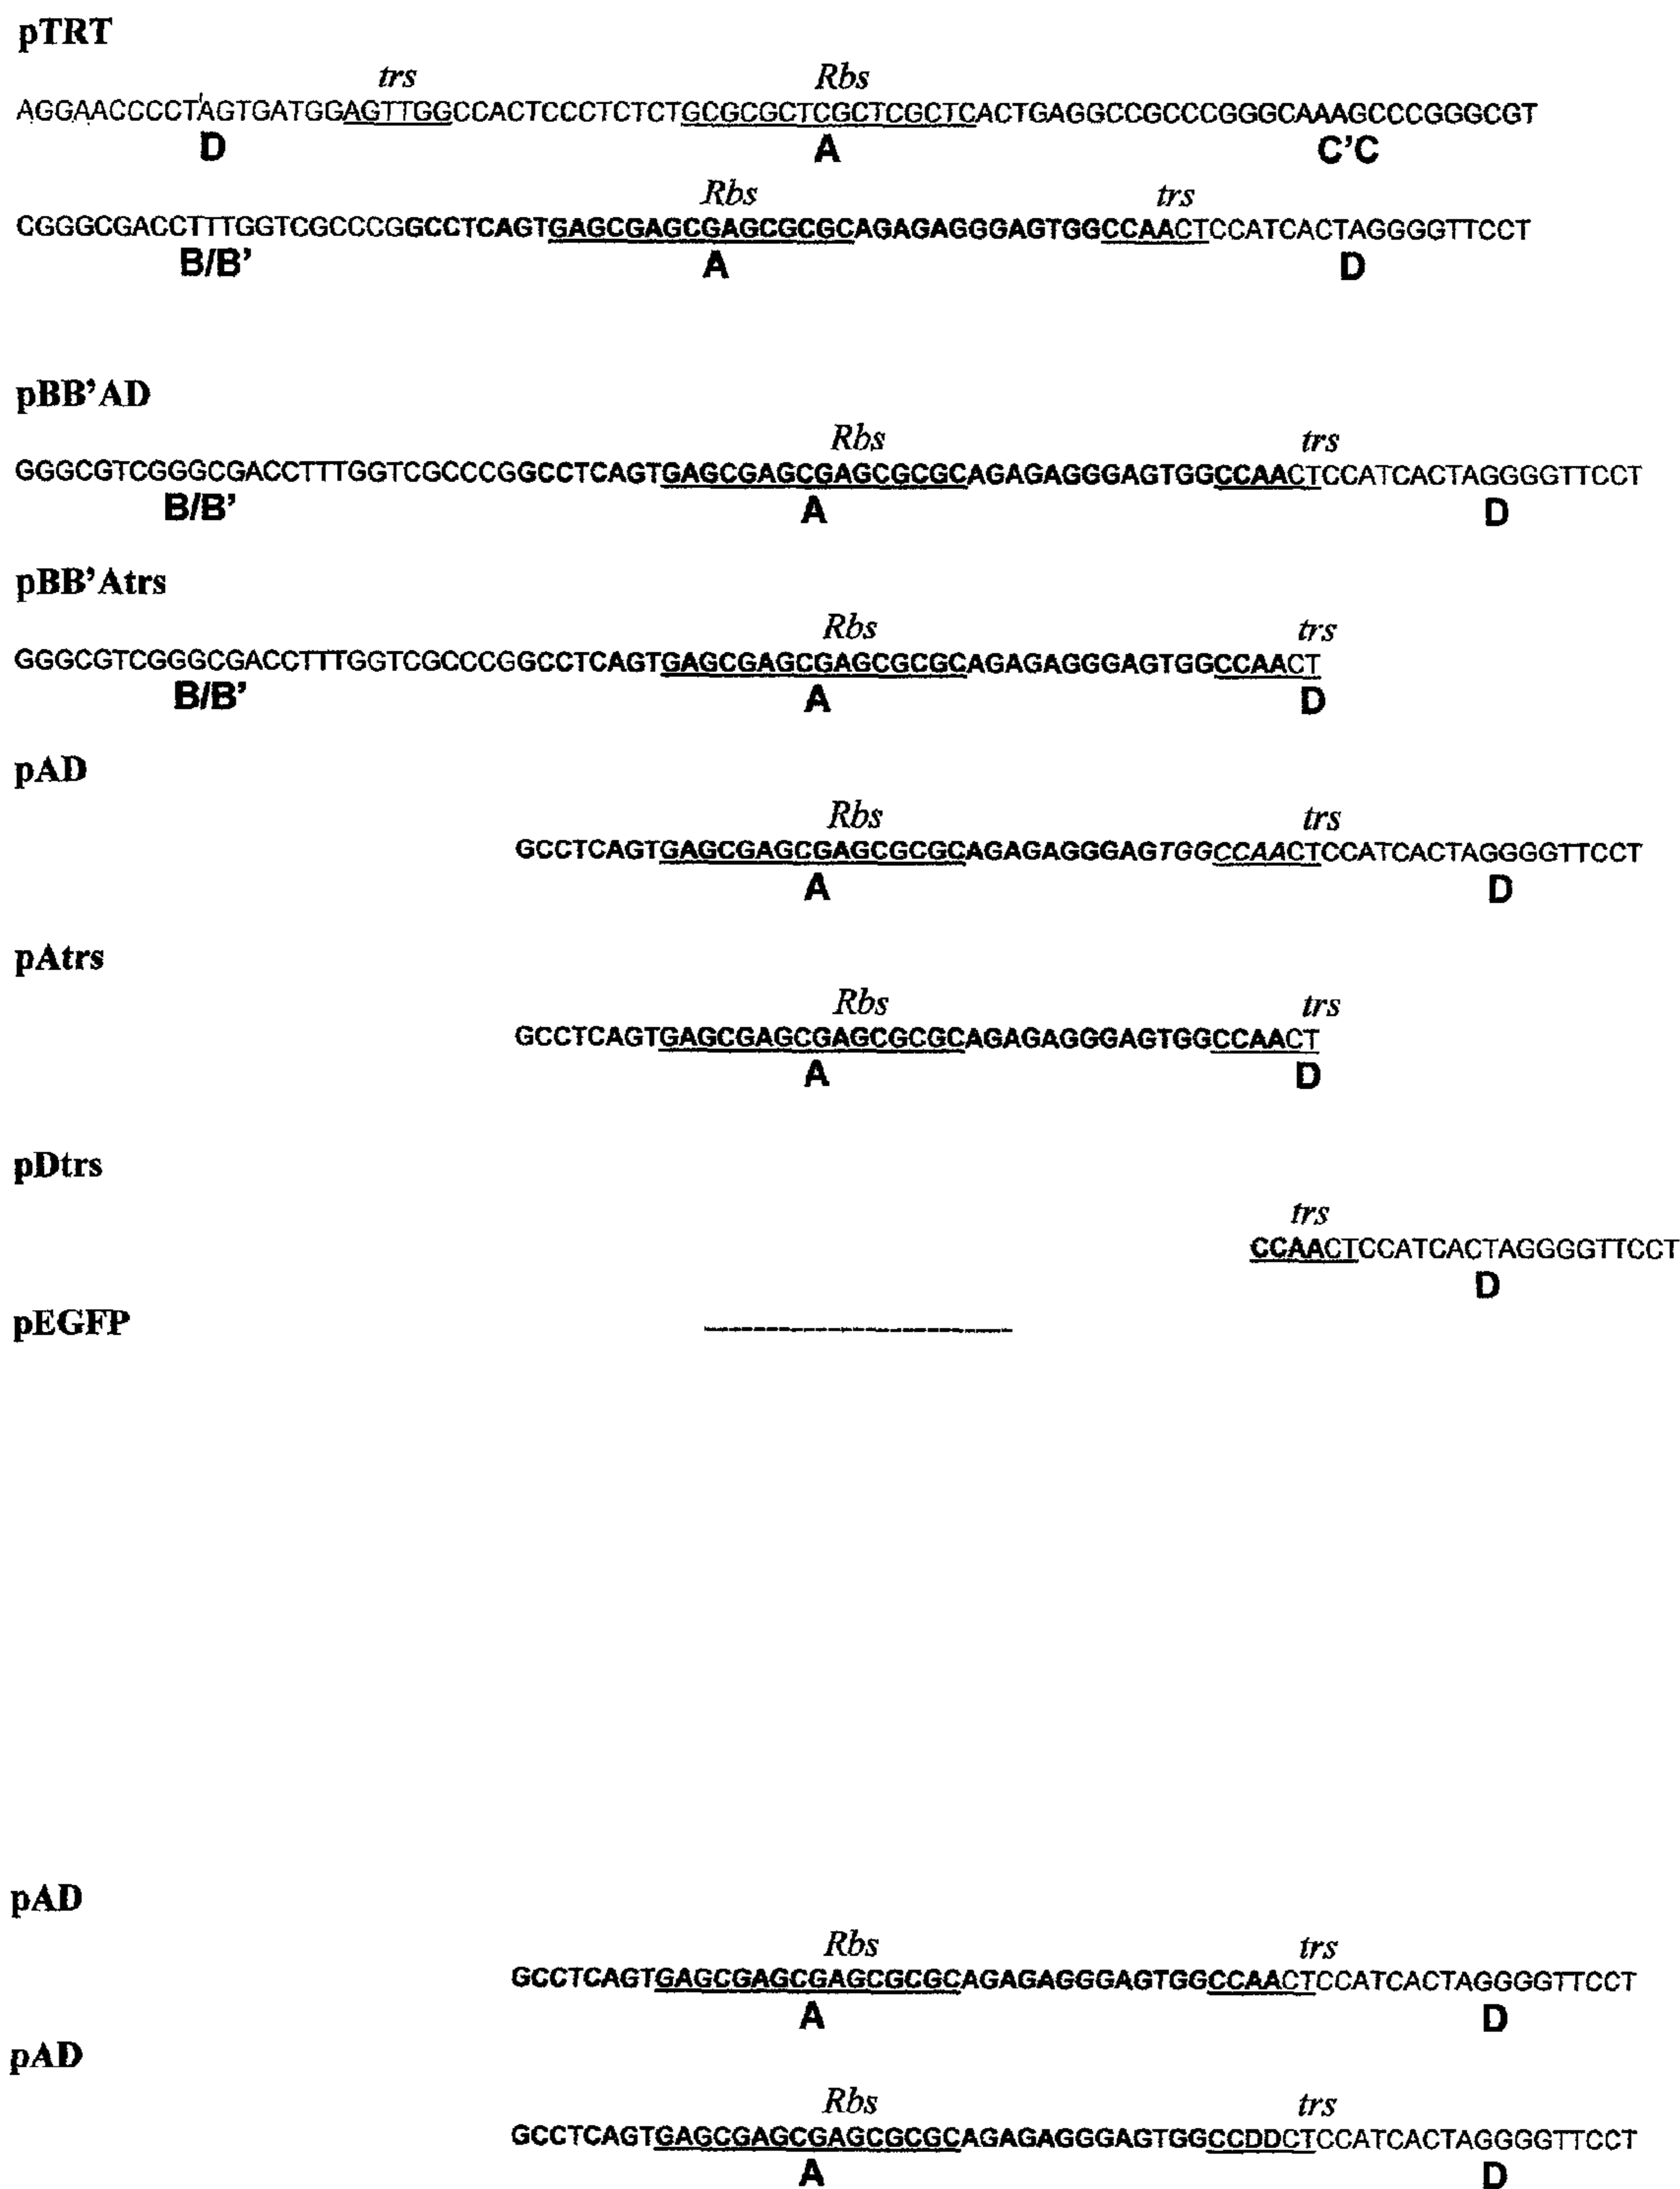 pTRT
trs Rbs
AGGAACCCCTAGTGATGGAGTTGGCCACTCCCTCTCTGCGCGCTCGCTCGCTCACTGAGGCCGCCCGGGCAAAGCCCGGGCGT
D A C'C
Rbs trs
CGGGCGACCTTTGGTCGCCCGGCCTCAGTGAGCGAGCGAGCGCGCAGAGAGGGAGTGGCCAACTCCATCACTAGGGGTTCCT
B/B' A D
pBB'AD
Rbs trs
GGGCGTCGGGCGACCTTTGGTCGCCCGGCCTCAGTGAGCGAGCGAGCGCGCAGAGAGGGAGTGGCCAACTCCATCACTAGGGGTTCCT
B/B' A D
pBB'Atrs
Rbs trs
GGGCGTCGGGCGACCTTTGGTCGCCCGGCCTCAGTGAGCGAGCGAGCGCGCAGAGAGGGAGTGGCCAACT
B/B' A D
pAD
Rbs trs
GCCTCAGTGAGCGAGCGAGCGCGCAGAGAGGGAGTGGCCAACTCCATCACTAGGGGTTCCT
A D
pAtrs
Rbs trs
GCCTCAGTGAGCGAGCGAGCGCGCAGAGAGGGAGTGGCCAACT
A D
pDtrs
trs
CCAACTCCATCACTAGGGGTTCCT
D
pEGFP
pAD
Rbs trs
GCCTCAGTGAGCGAGCGAGCGCGCAGAGAGGGAGTGGCCAACTCCATCACTAGGGGTTCCT
A D
pAD
Rbs trs
GCCTCAGTGAGCGAGCGAGCGCGCAGAGAGGGAGTGGCCDDCTCCATCACTAGGGGTTCCT
A D